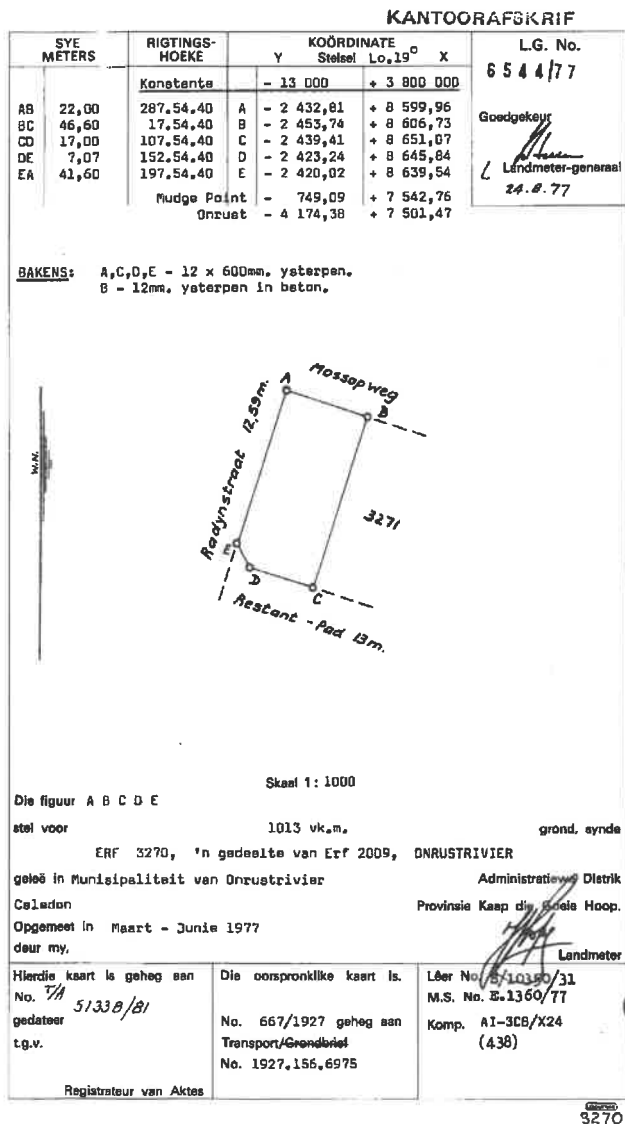 KANTOORAFSKRIF
SYE METERS RIGTINGS-HOEKE KOÖRDINATE Y Stelsel Lo.19° X
L.G. No.
6544/77
Goedgekeur
Landmeter-generaal
24.8.77
Konstante - 13 000 + 3 800 000
AB 22,00 287.54.40 A - 2 432,81 + 8 599,96
BC 46,60 17.54.40 B - 2 453,74 + 8 606,73
CD 17,00 107.54.40 C - 2 439,41 + 8 651,07
DE 7,07 152.54.40 D - 2 423,24 + 8 645,84
EA 41,60 197.54.40 E - 2 420,02 + 8 639,54
Mudge Point - 749,09 + 7 542,76
Onrust - 4 174,38 + 7 501,47
BAKENS: A,C,D,E - 12 x 600mm. ysterpen.
B - 12mm. ysterpen in beton.
W.N.
A
Mossopweg
B
Radynstraat 12,59m.
3271
E
D
C
Restant - Pad 13m.
Skaal 1: 1000
Die figuur A B C D E
stel voor 1013 vk.m. grond, synde
ERF 3270, 'n gedeelte van Erf 2009, ONRUSTRIVIER
geleë in Munisipaliteit van Onrustrivier Administratiewe Distrik
Caledon Provinsie Kaap die Goeie Hoop.
Opgemeet in Maart - Junie 1977
deur my,
Landmeter
Hierdie kaart is geheg aan
No. T/A 51338/81
gedateer
t.g.v.
Registrateur van Aktes
Die oorspronklike kaart is.
No. 667/1927 geheg aan
Transport/Grondbrief
No. 1927.156.6975
Lêer No. S/10350/31
M.S. No. E.1360/77
Komp. AI-3CB/X24
(438)
3270